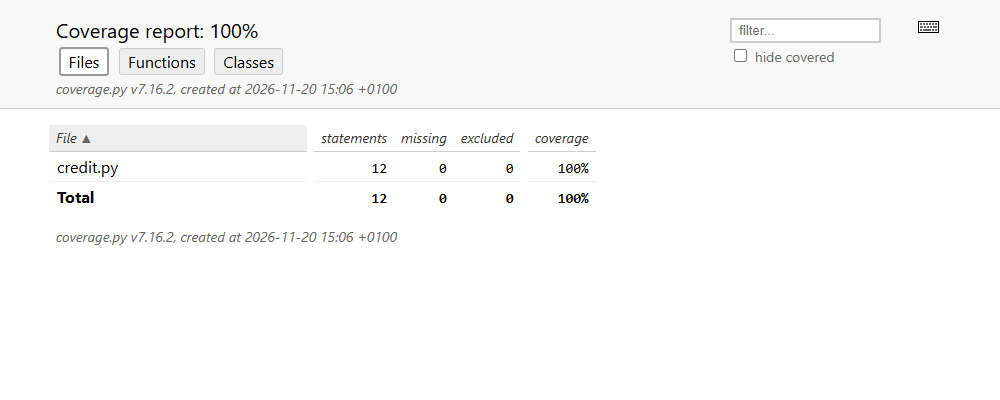 Coverage report: 100%
filter...
hide covered
Files Functions Classes
coverage.py v7.16.2, created at 2026-11-20 15:06 +0100
File ▲ statements missing excluded coverage
credit.py 12 0 0 100%
Total 12 0 0 100%
coverage.py v7.16.2, created at 2026-11-20 15:06 +0100